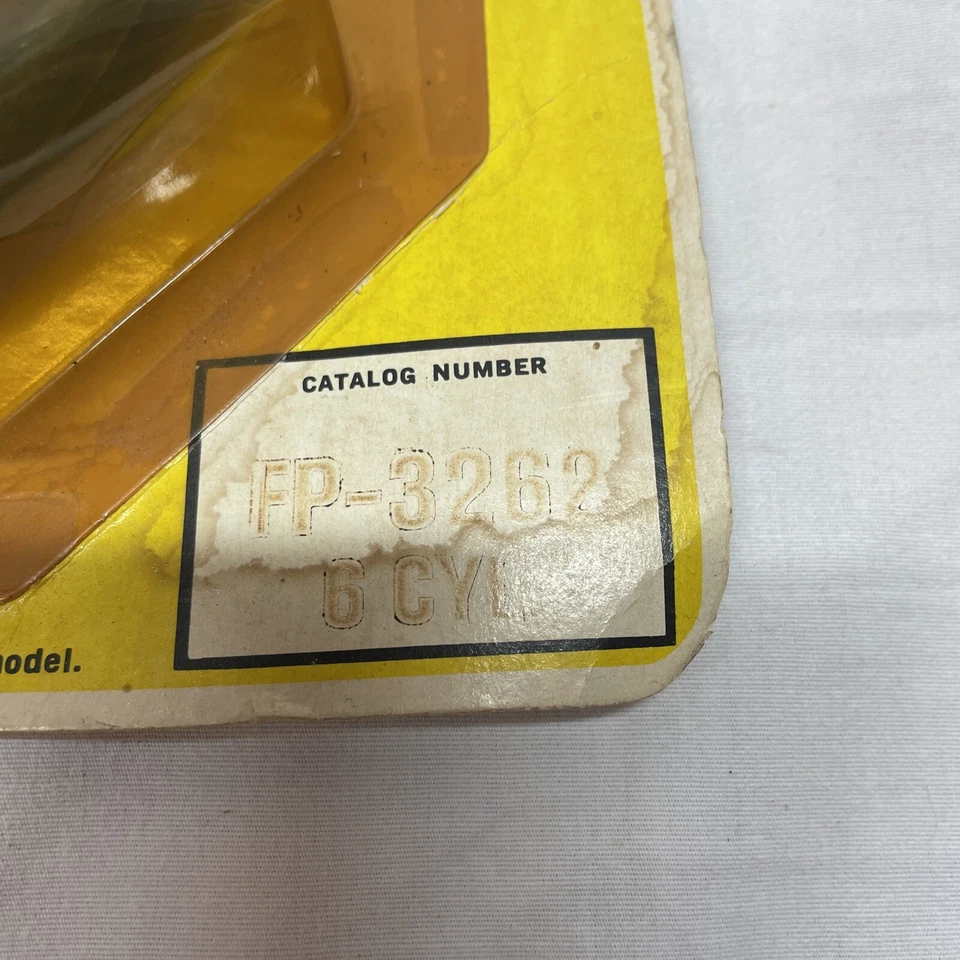 CATALOG NUMBER
FP-3262
6 CYL
model.